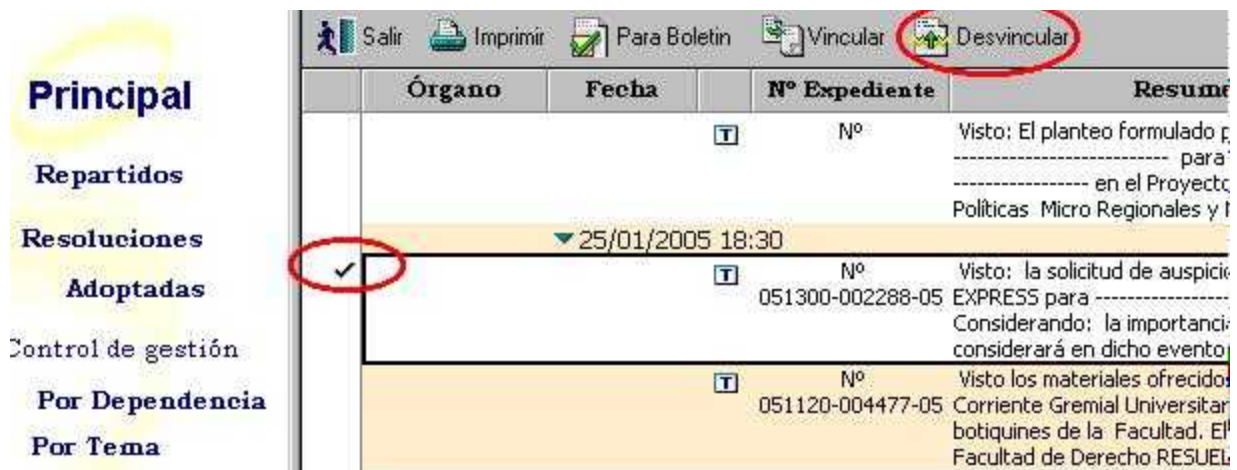 Principal
Repartidos
Resoluciones
Adoptadas
Control de gestión
Por Dependencia
Por Tema
Salir Imprimir Para Boletin Vincular Desvincular
Órgano Fecha Nº Expediente Resume
T Nº Visto: El planteo formulado
--------------------------- para
----------------- en el Proyecto
Políticas Micro Regionales y
25/01/2005 18:30
T Nº Visto: la solicitud de auspici
051300-002288-05 EXPRESS para -----------------
Considerando: la importanci
considerará en dicho evento
T Nº Visto los materiales ofrecidos
051120-004477-05 Corriente Gremial Universitar
botiquines de la Facultad. El
Facultad de Derecho RESUEL